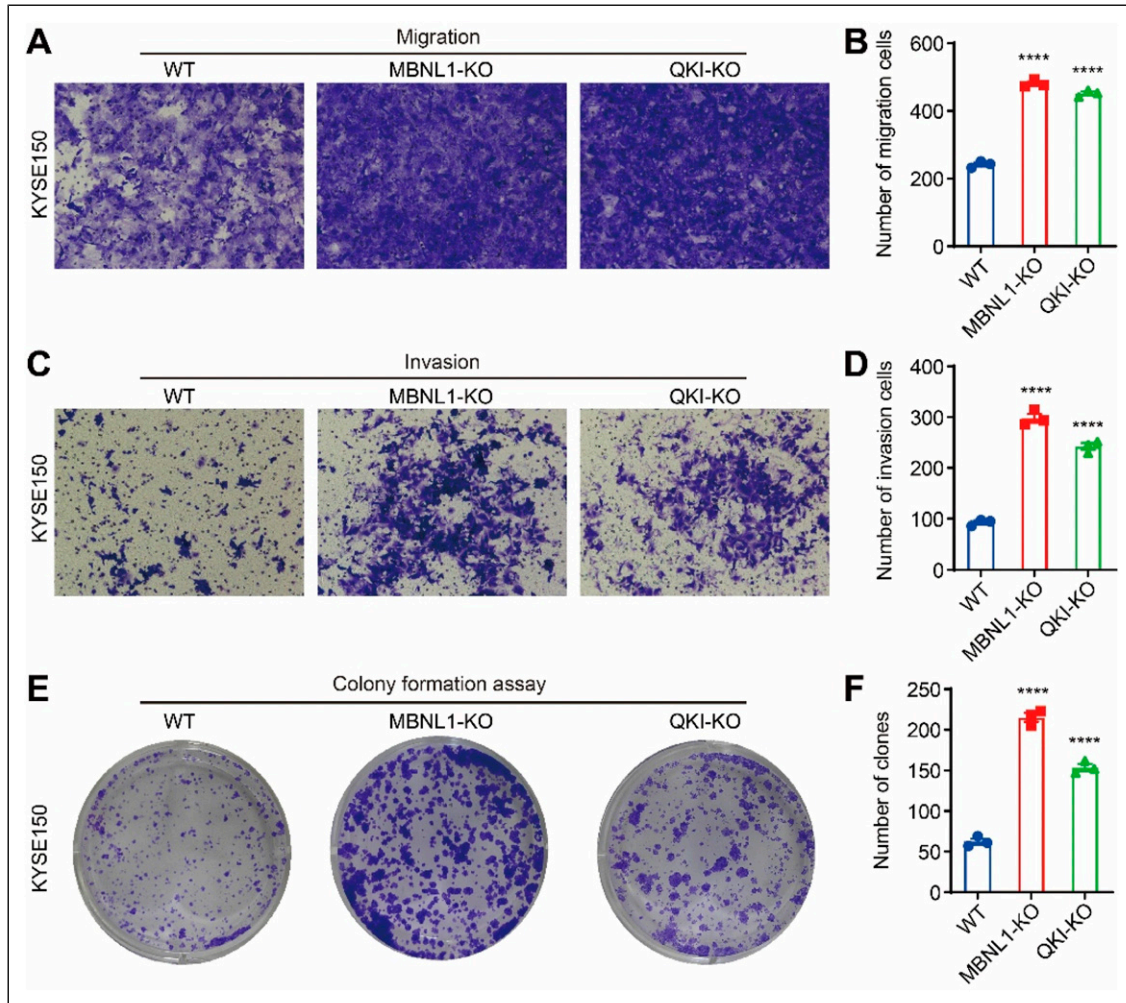 A
Migration
WT
MBNL1-KO
QKI-KO
KYSE150
B
Number of migration cells
600
400
200
0
****
****
WT
MBNL1-KO
QKI-KO
C
Invasion
WT
MBNL1-KO
QKI-KO
KYSE150
D
Number of invasion cells
400
300
200
100
0
****
****
WT
MBNL1-KO
QKI-KO
E
Colony formation assay
WT
MBNL1-KO
QKI-KO
KYSE150
F
Number of clones
250
200
150
100
50
0
****
****
WT
MBNL1-KO
QKI-KO